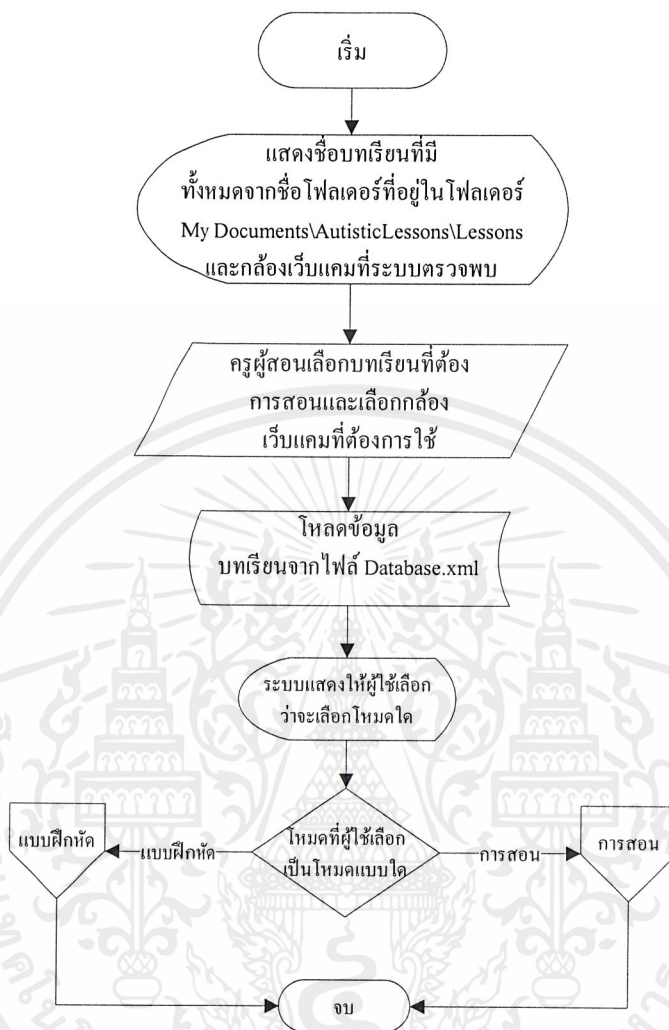 เริ่ม
แสดงชื่อบทเรียนที่มี
ทั้งหมดจากชื่อโฟลเดอร์ที่อยู่ในโฟลเดอร์
My Documents\AutisticLessons\Lessons
และกล้องเว็บแคมที่ระบบตรวจพบ
ครูผู้สอนเลือกบทเรียนที่ต้อง
การสอนและเลือกกล้อง
เว็บแคมที่ต้องการใช้
โหลดข้อมูล
บทเรียนจากไฟล์ Database.xml
ระบบแสดงให้ผู้ใช้เลือก
ว่าจะเลือกโหมดใด
แบบฝึกหัด
แบบฝึกหัด
โหมดที่ผู้ใช้เลือก
เป็นโหมดแบบใด
การสอน
การสอน
จบ